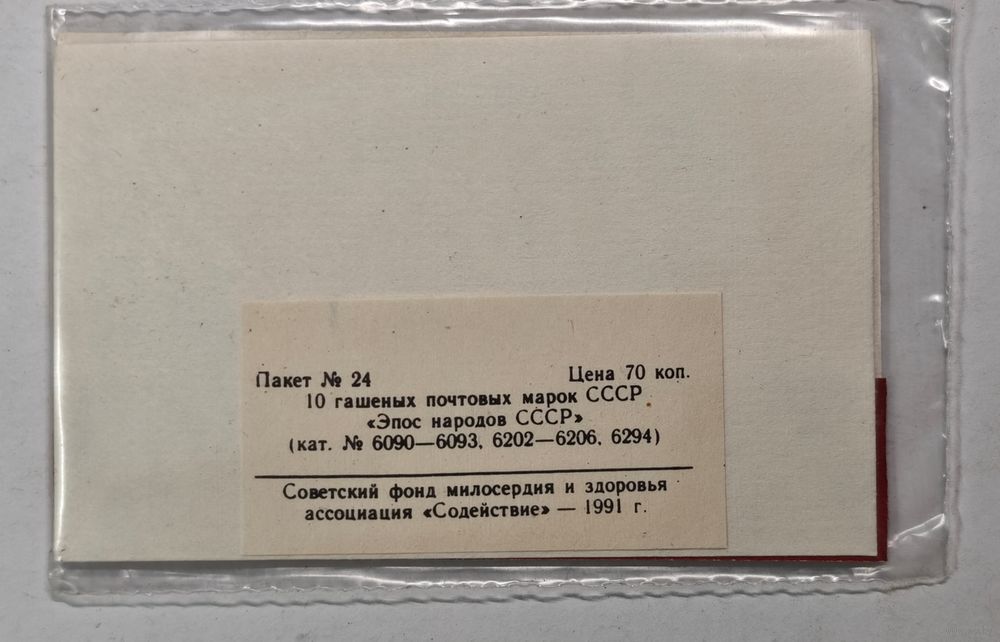 Пакет № 24 Цена 70 коп.
10 гашеных почтовых марок СССР
«Эпос народов СССР»
(кат. № 6090—6093, 6202—6206, 6294)
Советский фонд милосердия и здоровья
ассоциация «Содействие» — 1991 г.